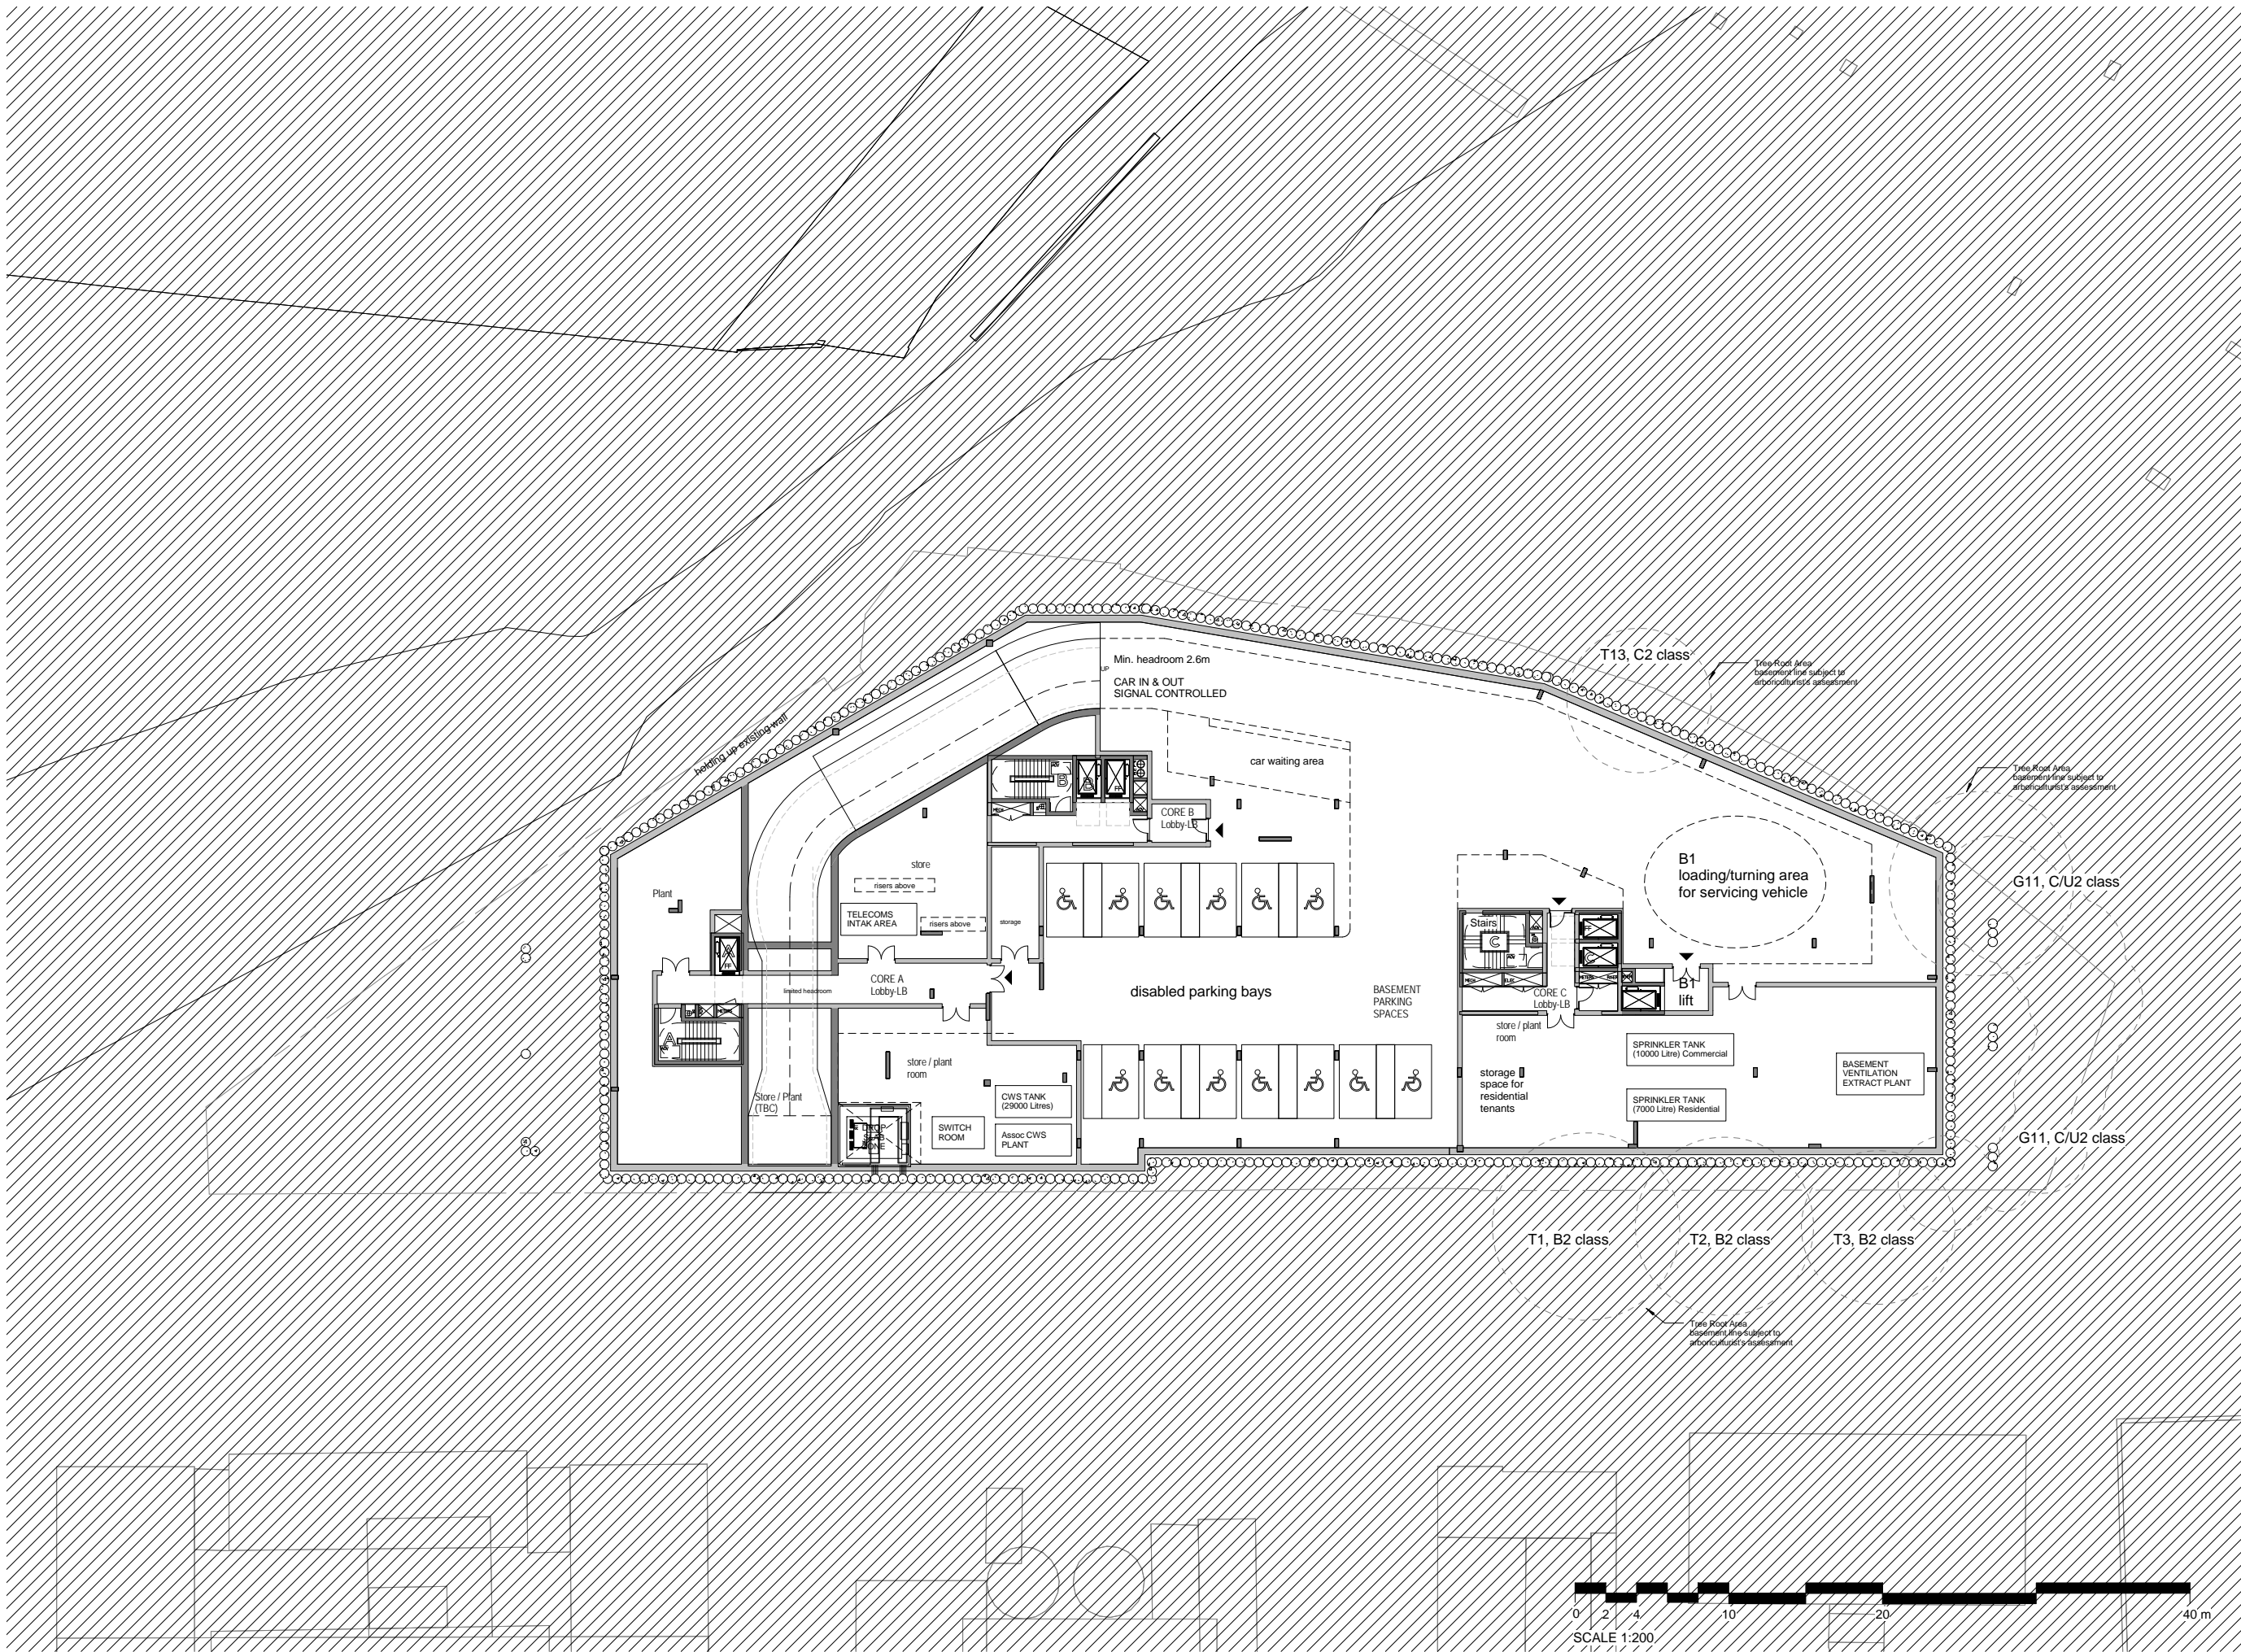 T13, C2 class
Tree Root Area
basement line subject to
arboriculturist's assessment
Min. headroom 2.6m
UP
CAR IN & OUT
SIGNAL CONTROLLED
holding up existing wall
car waiting area
Tree Root Area
basement line subject to
arboriculturist's assessment
B
B
FF
CORE B
Lobby-LB
store
risers above
B1
loading/turning area
for servicing vehicle
G11, C/U2 class
Plant
TELECOMS
INTAK AREA
risers above
storage
Stairs
C
FF
C
A
FF
CORE A
Lobby-LB
limited headroom
disabled parking bays
BASEMENT
PARKING
SPACES
CORE C
Lobby-LB
B1
lift
A
store / plant
room
store / plant
room
SPRINKLER TANK
(10000 Litre) Commercial
BASEMENT
VENTILATION
EXTRACT PLANT
storage
space for
residential
tenants
Store / Plant
(TBC)
CWS TANK
(29000 Litres)
SPRINKLER TANK
(7000 Litre) Residential
DROP
SLAB
ZONE
SWITCH
ROOM
Assoc CWS
PLANT
G11, C/U2 class
T1, B2 class
T2, B2 class
T3, B2 class
Tree Root Area
basement line subject to
arboriculturist's assessment
0 2 4 10 20 40 m
SCALE 1:200